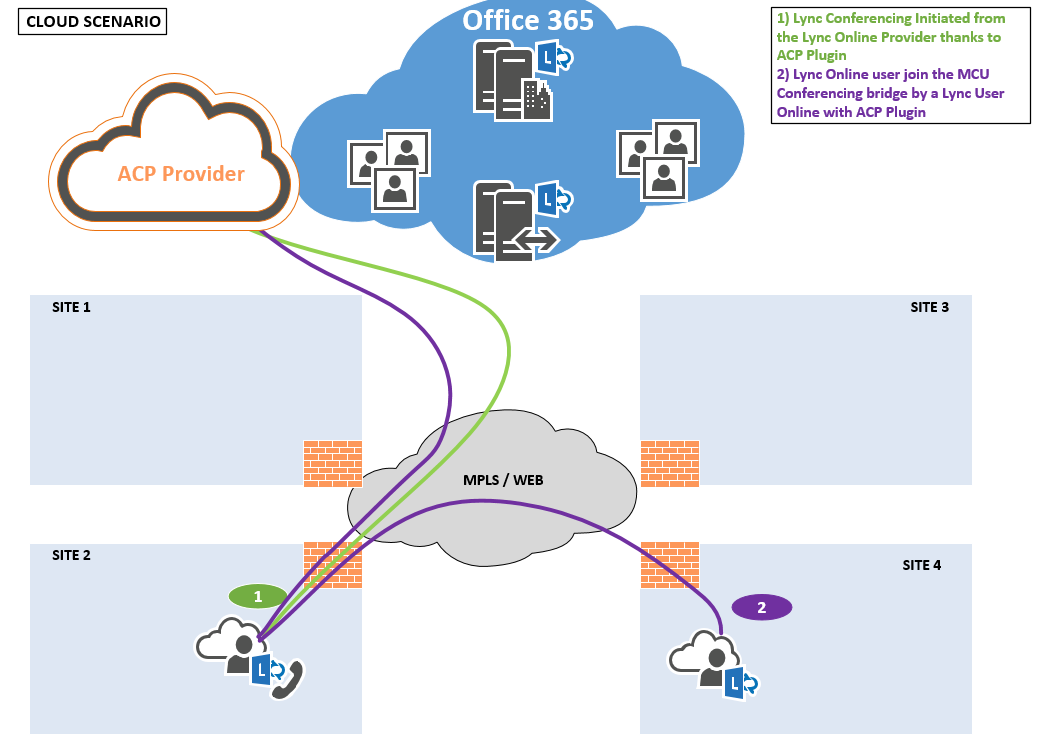 CLOUD SCENARIO
Office 365
1) Lync Conferencing Initiated from
the Lync Online Provider thanks to
ACP Plugin
2) Lync Online user join the MCU
Conferencing bridge by a Lync User
Online with ACP Plugin
L
ACP Provider
L
SITE 1
SITE 3
MPLS / WEB
SITE 2
SITE 4
1
2
L
L